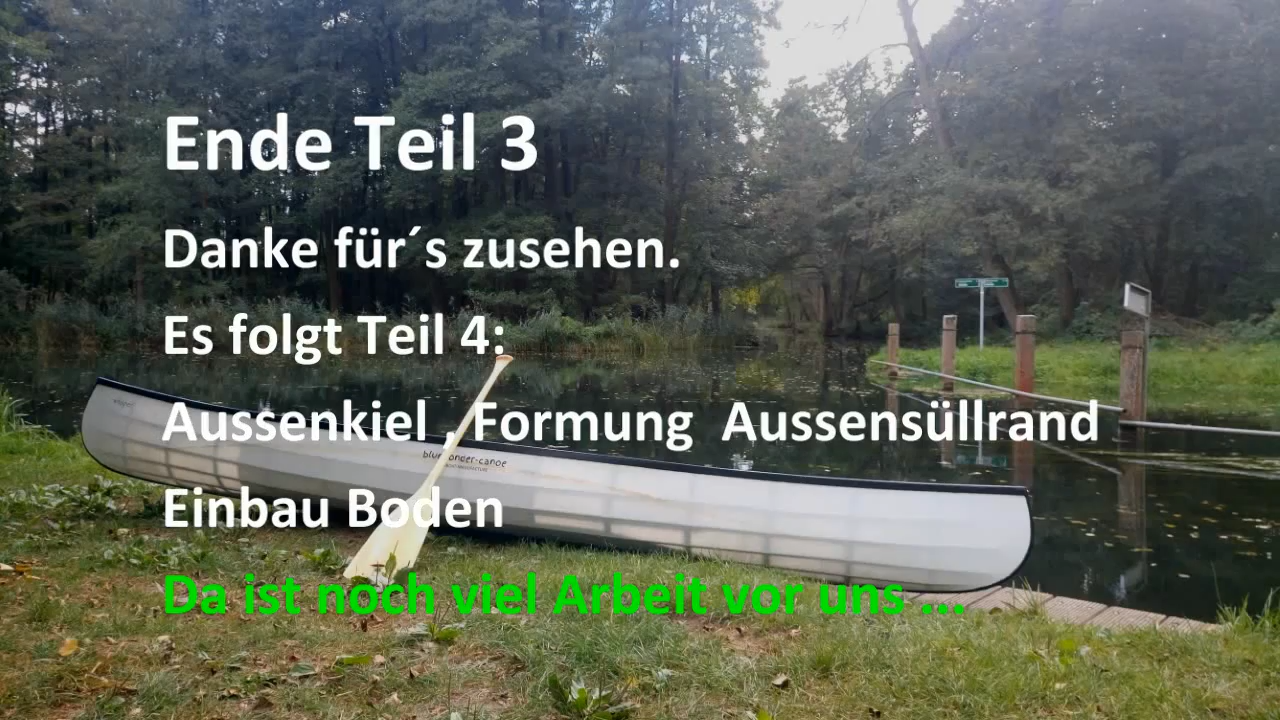 Ende Teil 3
Danke für´s zusehen.
Es folgt Teil 4:
Aussenkiel , Formung Aussensüllrand
Einbau Boden
Da ist noch viel Arbeit vor uns ...